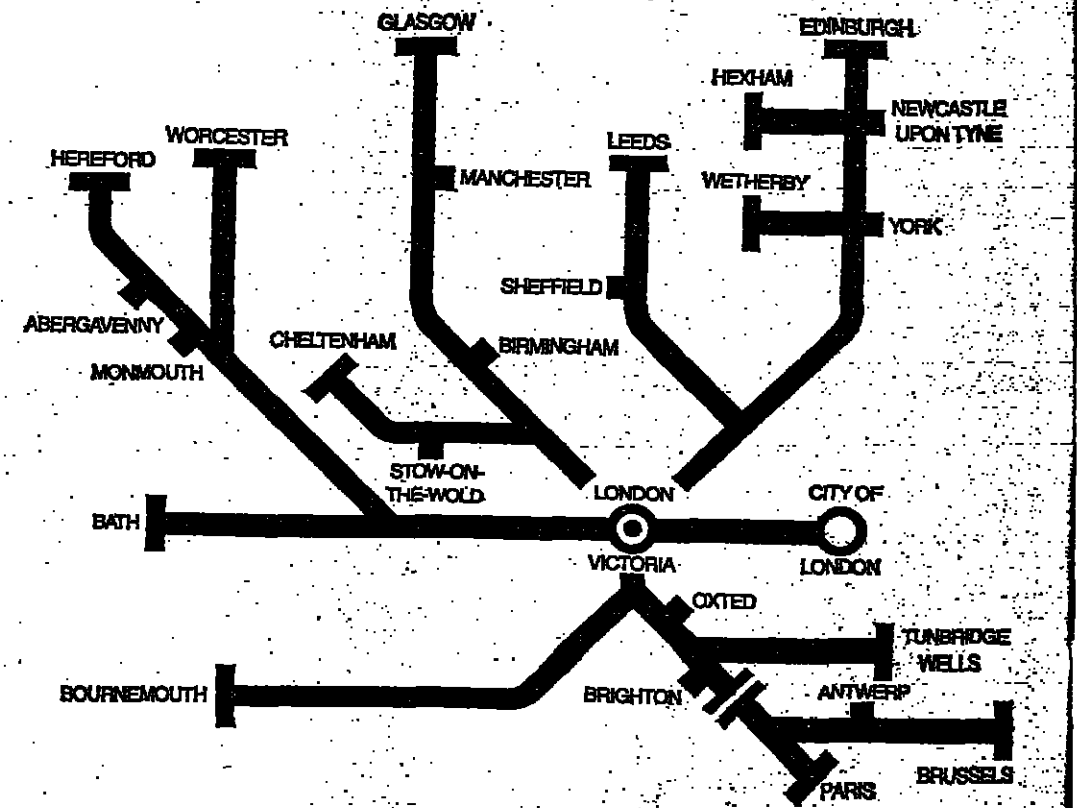 GLASGOW
EDINBURGH
HEXHAM
NEWCASTLE
UPON TYNE
WORCESTER
LEEDS
HEREFORD
MANCHESTER
WETHERBY
YORK
SHEFFIELD
ABERGAVENNY
CHELTENHAM
BIRMINGHAM
MONMOUTH
STOW-ON-
THE-WOLD
LONDON
VICTORIA
CITY OF
LONDON
BATH
OXTED
TUNBRIDGE
WELLS
BOURNEMOUTH
BRIGHTON
ANTWERP
BRUSSELS
PARIS